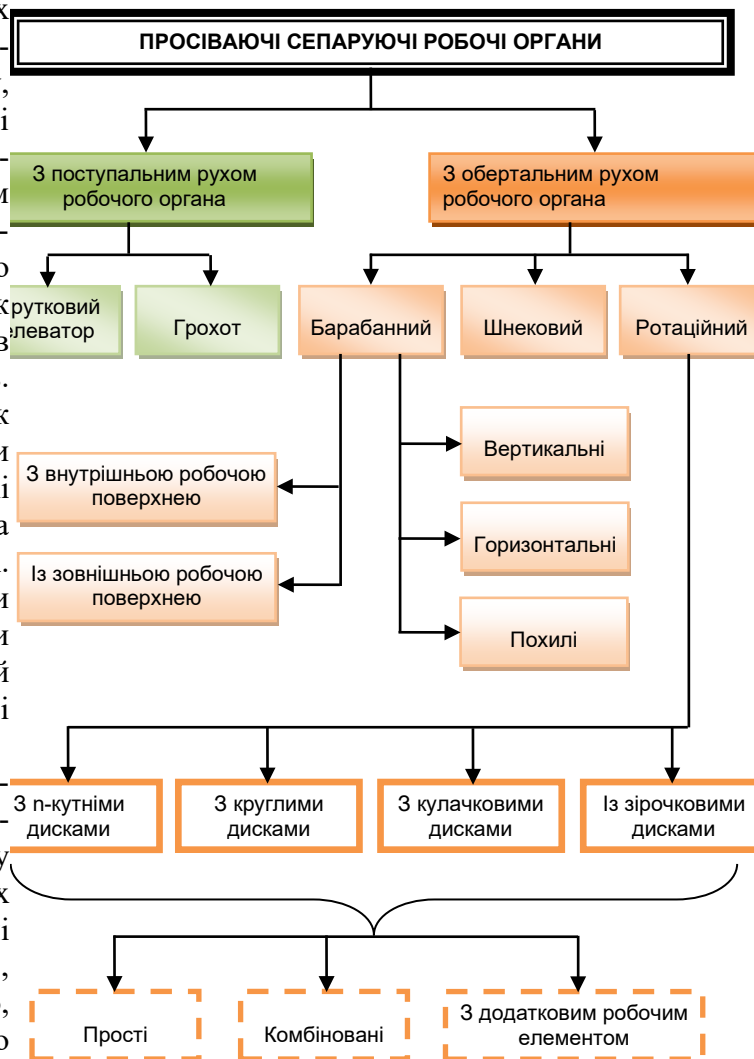 ПРОСІВАЮЧІ СЕПАРУЮЧІ РОБОЧІ ОРГАНИ
З поступальним рухом
робочого органа
З обертальним рухом
робочого органа
рутковий
елеватор
Грохот
Барабанний
Шнековий
Ротаційний
З внутрішньою робочою
поверхнею
Із зовнішньою робочою
поверхнею
Вертикальні
Горизонтальні
Похилі
З n-кутніми
дисками
З круглими
дисками
З кулачковими
дисками
Із зірочковими
дисками
Прості
Комбіновані
З додатковим робочим
елементом